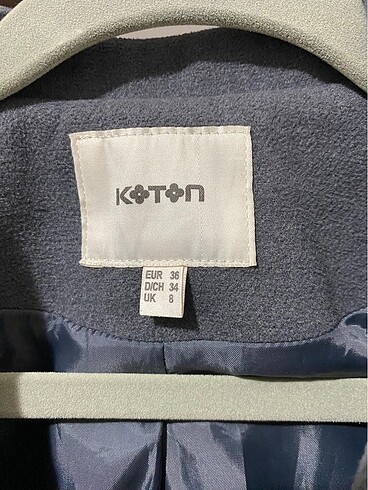 KOTON
EUR 36
D/CH 34
UK 8